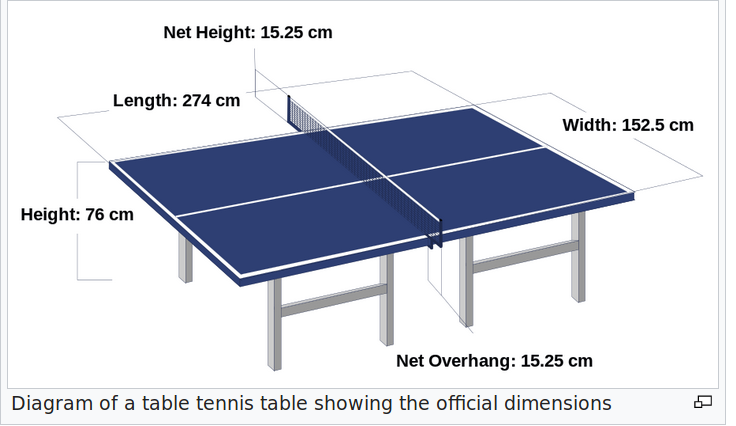 Net Height: 15.25 cm
Length: 274 cm
Width: 152.5 cm
Height: 76 cm
Net Overhang: 15.25 cm
Diagram of a table tennis table showing the official dimensions